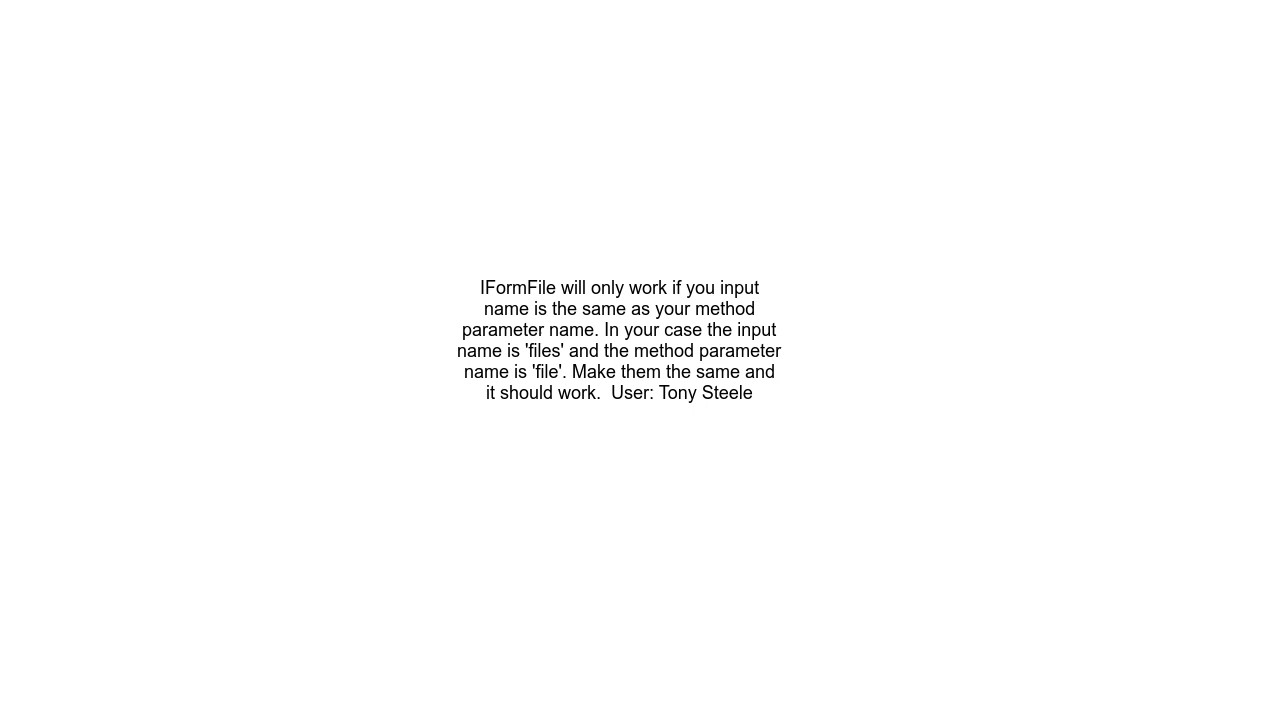 IFormFile will only work if you input
name is the same as your method
parameter name. In your case the input
name is 'files' and the method parameter
name is 'file'. Make them the same and
it should work.  User: Tony Steele